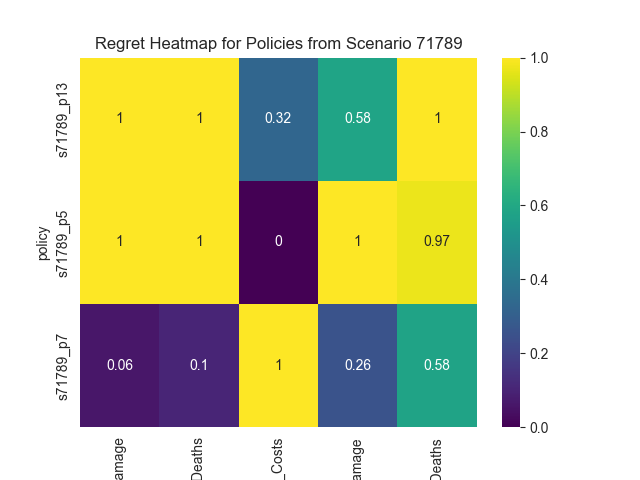 Regret Heatmap for Policies from Scenario 71789
policy
s71789_p13
1 1 0.32 0.58 1
s71789_p5
1 1 0 1 0.97
s71789_p7
0.06 0.1 1 0.26 0.58
amage
Deaths
_Costs
amage
Deaths
1.0
0.8
0.6
0.4
0.2
0.0